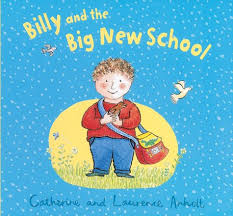 Billy and the
Big New School
Catherine and Laurence Anholt